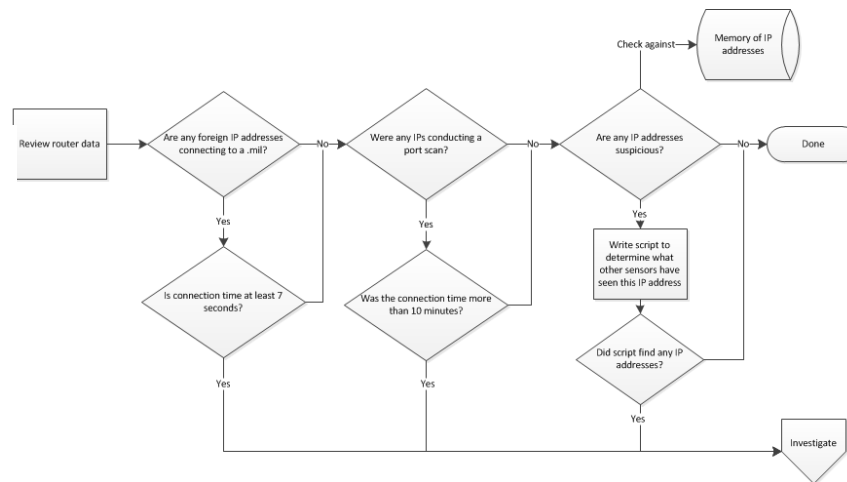 Check against
Memory of IP
addresses
Review router data
Are any foreign IP addresses
connecting to a .mil?
No
Were any IPs conducting a
port scan?
No
Are any IP addresses
suspicious?
No
Done
Yes
Yes
Yes
Is connection time at least 7
seconds?
Was the connection time more
than 10 minutes?
Write script to
determine what
other sensors have
seen this IP address
Did script find any IP
addresses?
Yes
Yes
Yes
Investigate